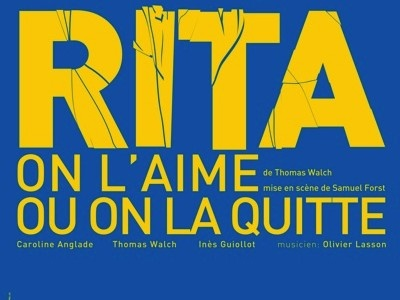 RITA
ON L'AIME
de Thomas Walch
mise en scène de Samuel Forst
OU ON LA QUITTE
Caroline Anglade Thomas Walch Inès Guiollot musicien: Olivier Lasson